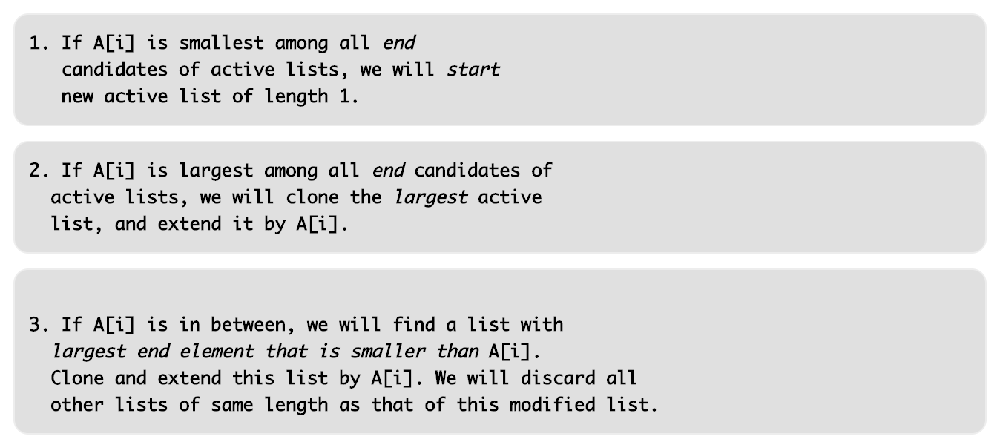 1. If A[i] is smallest among all end
candidates of active lists, we will start
new active list of length 1.
2. If A[i] is largest among all end candidates of
active lists, we will clone the largest active
list, and extend it by A[i].
3. If A[i] is in between, we will find a list with
largest end element that is smaller than A[i].
Clone and extend this list by A[i]. We will discard all
other lists of same length as that of this modified list.